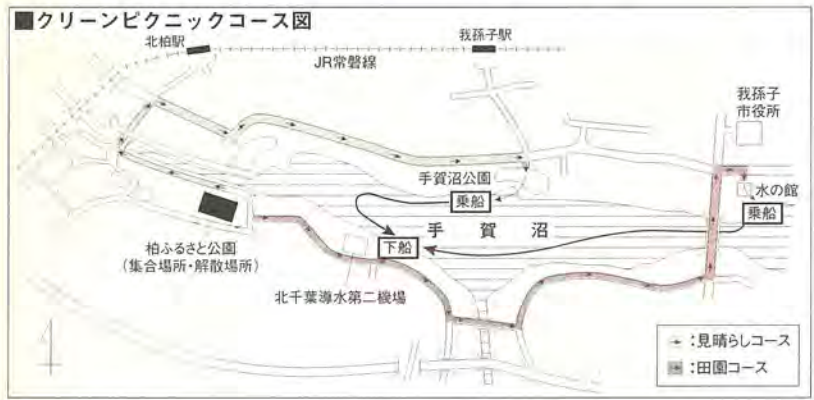 ■クリーンピクニックコース図
北柏駅
我孫子駅
JR常磐線
我孫子
市役所
手賀沼公園
乗船
水の館
乗船
手賀沼
下船
柏ふるさと公園
(集合場所・解散場所)
北千葉導水第二機場
:見晴らしコース
:田園コース